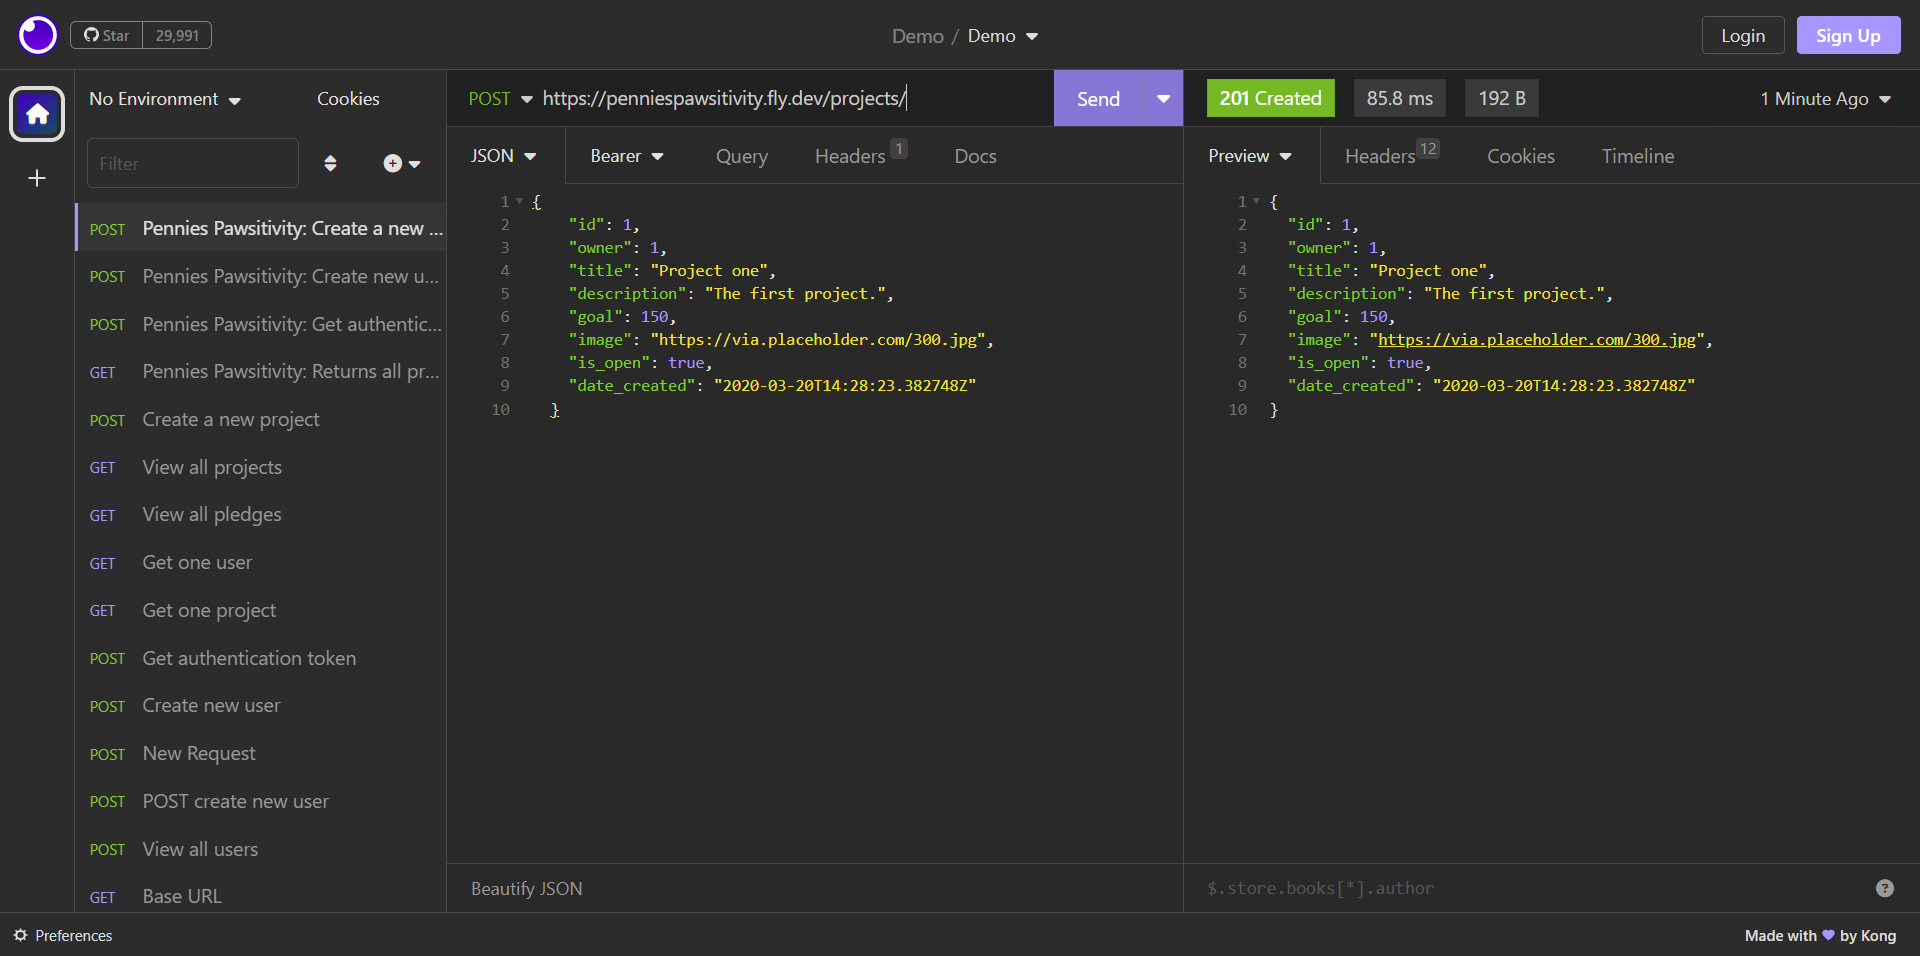 Star 29,991
Demo / Demo
Login
Sign Up
No Environment
Cookies
Filter
POST Pennies Pawsitivity: Create a new ...
POST Pennies Pawsitivity: Create new u...
POST Pennies Pawsitivity: Get authentic...
GET Pennies Pawsitivity: Returns all pr...
POST Create a new project
GET View all projects
GET View all pledges
GET Get one user
GET Get one project
POST Get authentication token
POST Create new user
POST New Request
POST POST create new user
POST View all users
GET Base URL
POST https://penniespawsitivity.fly.dev/projects/
Send
JSON Bearer Query Headers 1 Docs
1 {
2 "id": 1,
3 "owner": 1,
4 "title": "Project one",
5 "description": "The first project.",
6 "goal": 150,
7 "image": "https://via.placeholder.com/300.jpg",
8 "is_open": true,
9 "date_created": "2020-03-20T14:28:23.382748Z"
10 }
Beautify JSON
201 Created 85.8 ms 192 B 1 Minute Ago
Preview Headers 12 Cookies Timeline
1 {
2 "id": 1,
3 "owner": 1,
4 "title": "Project one",
5 "description": "The first project.",
6 "goal": 150,
7 "image": "https://via.placeholder.com/300.jpg",
8 "is_open": true,
9 "date_created": "2020-03-20T14:28:23.382748Z"
10 }
$.store.books[*].author
?
Preferences
Made with by Kong